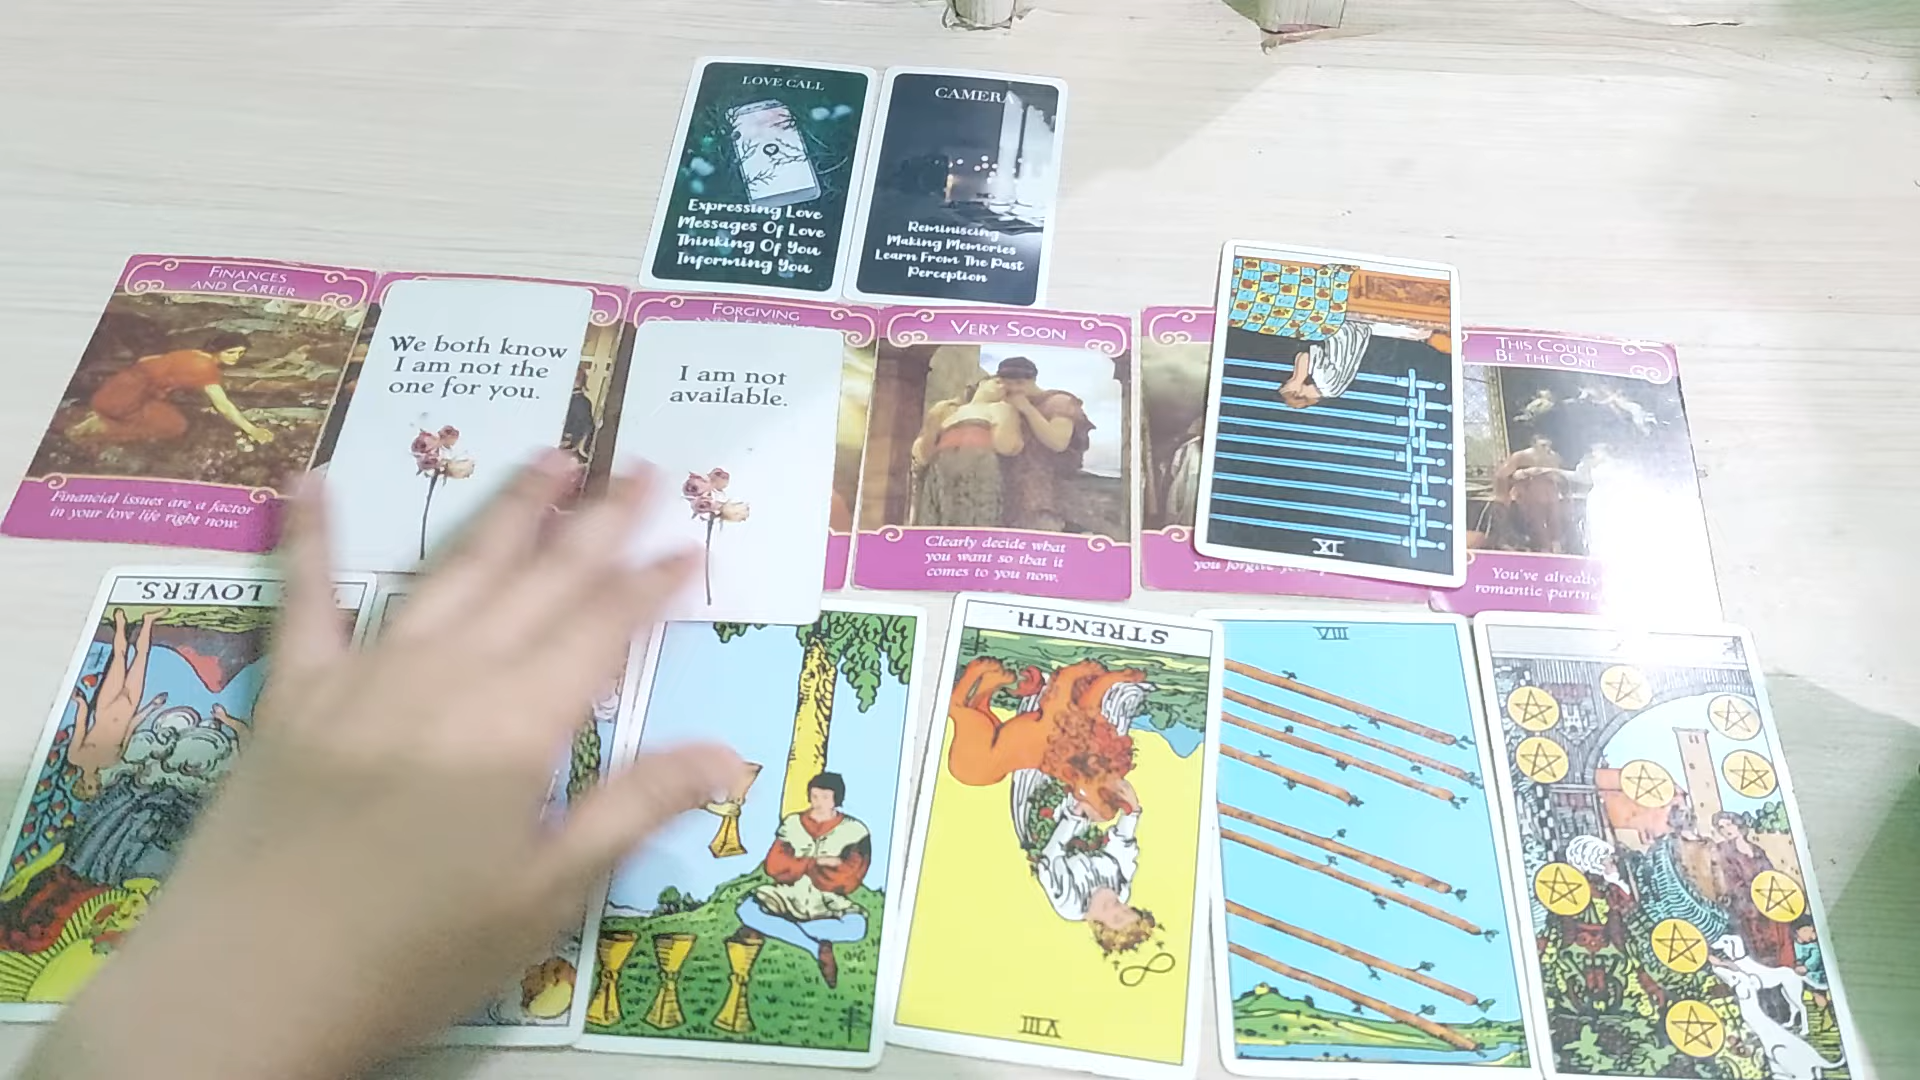 LOVE CALL
Expressing Love
Messages Of Love
Thinking Of You
Informing You
CAMERA
Reminiscing
Making Memories
Learn From The Past
Perception
FINANCES
AND CAREER
Financial issues are a factor
in your love life right now.
We both know
I am not the
one for you.
FORGIVING
I am not
available.
VERY SOON
Clearly decide what
you want so that it
comes to you now.
you forgive
IX
THIS COULD
BE THE ONE
You've already
romantic
LOVERS.
STRENGTH.
VIII
VIII